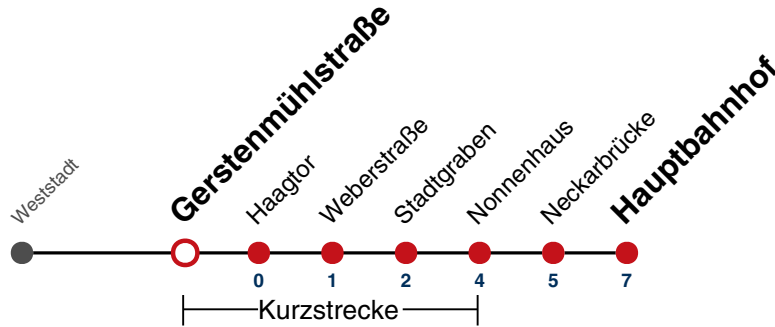 Weststadt
Gerstenmühlstraße
Haagtor
Weberstraße
Stadtgraben
Nonnenhaus
Neckarbrücke
Hauptbahnhof
0 1 2 4 5 7
Kurzstrecke